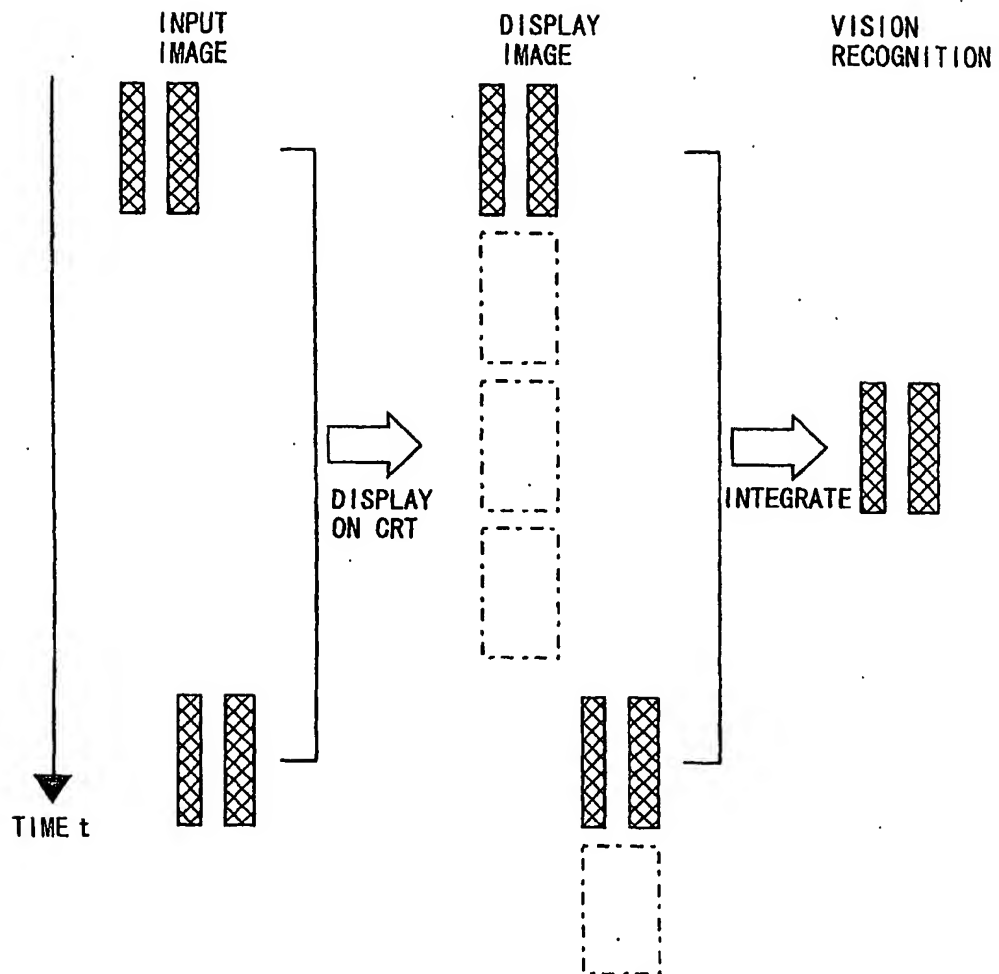 INPUT
IMAGE
DISPLAY
IMAGE
VISION
RECOGNITION
DISPLAY
ON CRT
INTEGRATE
TIME t